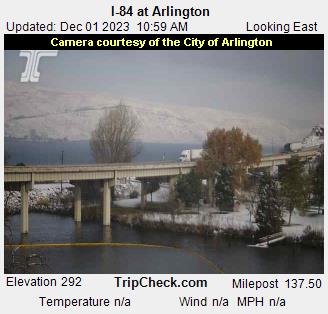 I-84 at Arlington
Updated: Dec 01 2023 10:59 AM Looking East
Camera courtesy of the City of Arlington
Elevation 292 TripCheck.com Milepost 137.50
Temperature n/a Wind n/a MPH n/a